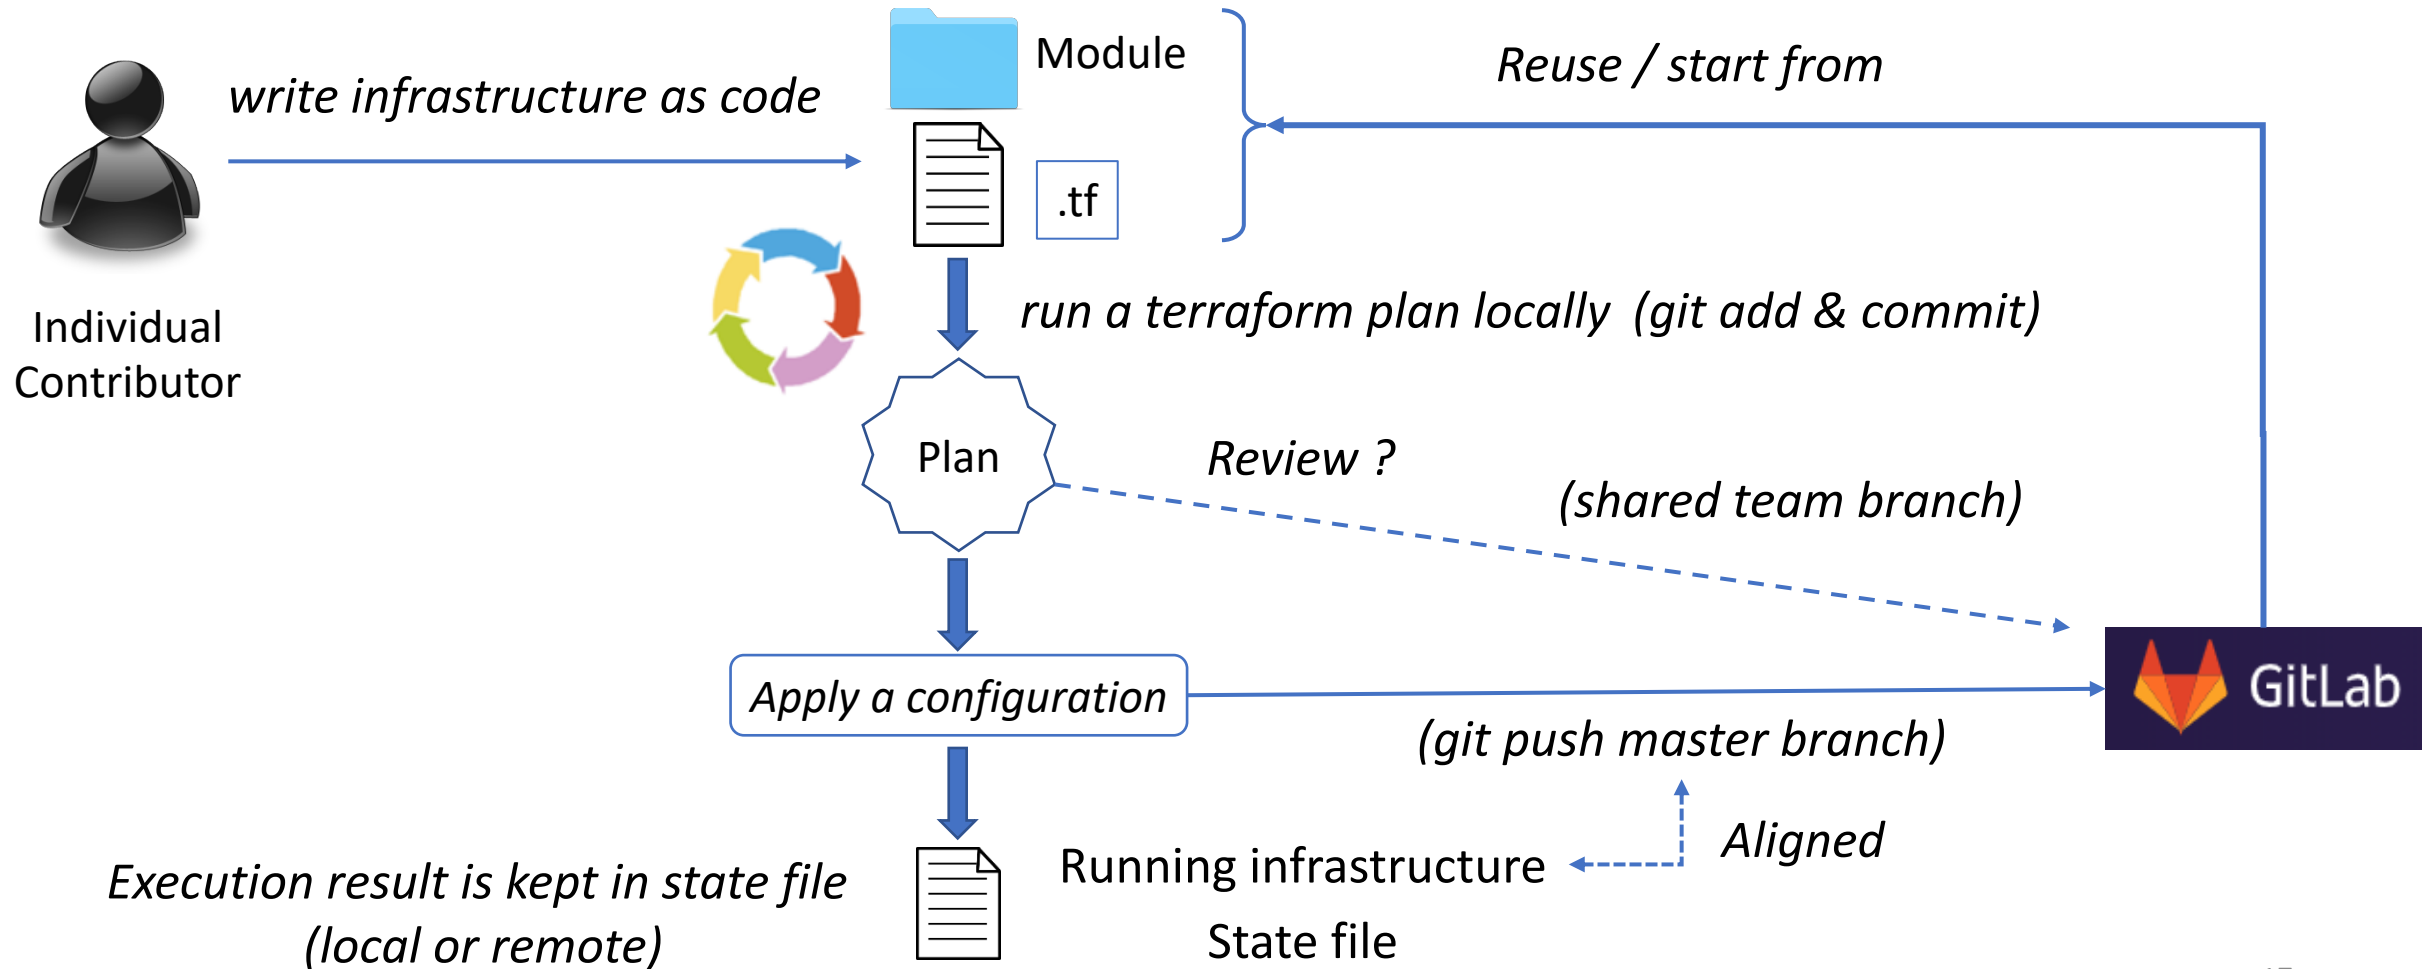 Module
Reuse / start from
write infrastructure as code
.tf
Individual
Contributor
run a terraform plan locally (git add & commit)
Plan
Review ?
(shared team branch)
Apply a configuration
GitLab
(git push master branch)
Aligned
Running infrastructure
State file
Execution result is kept in state file
(local or remote)